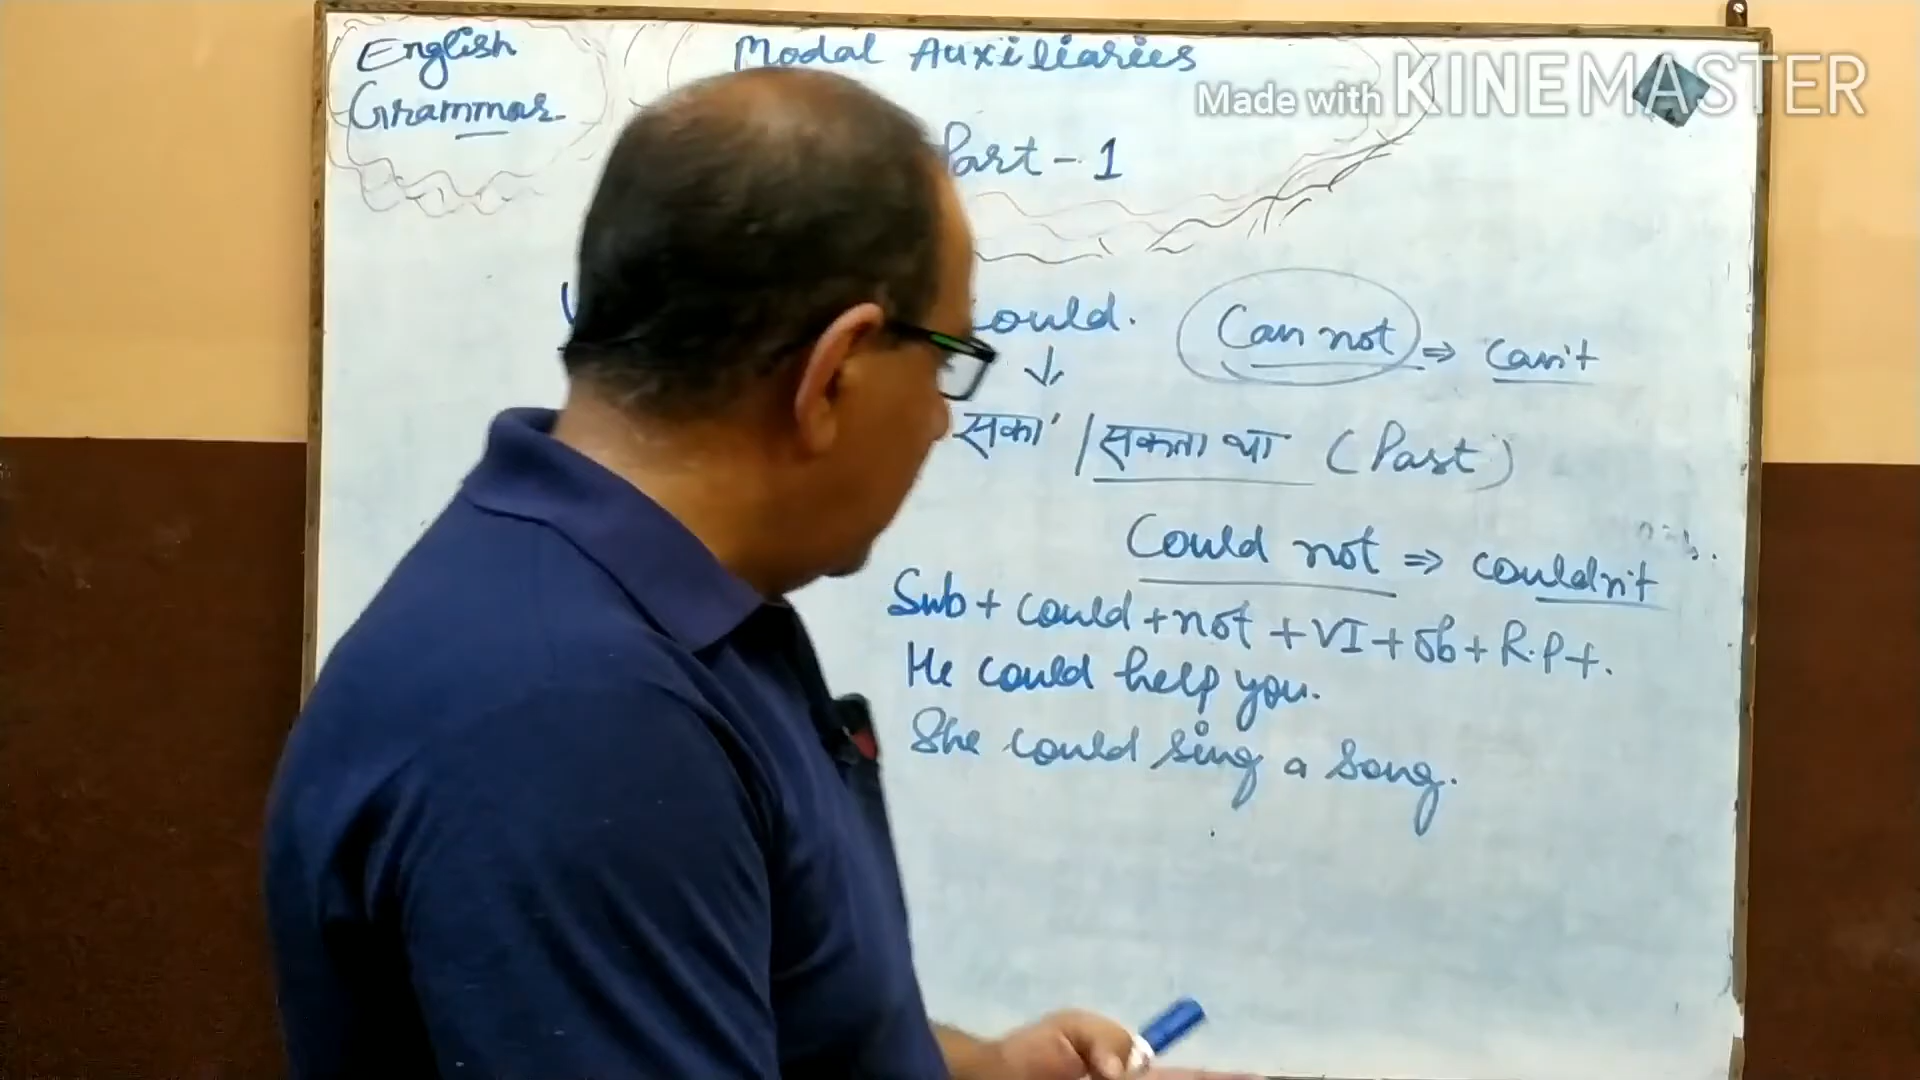 English
Grammar
Modal Auxiliaries
Made with KINEMASTER
Part - 1
Can not ⇒ can't
सका / सकता था (Past)
Could not ⇒ couldn't
Sub + could + not + VI + ob + R.P.+.
He could help you.
She could sing a song.